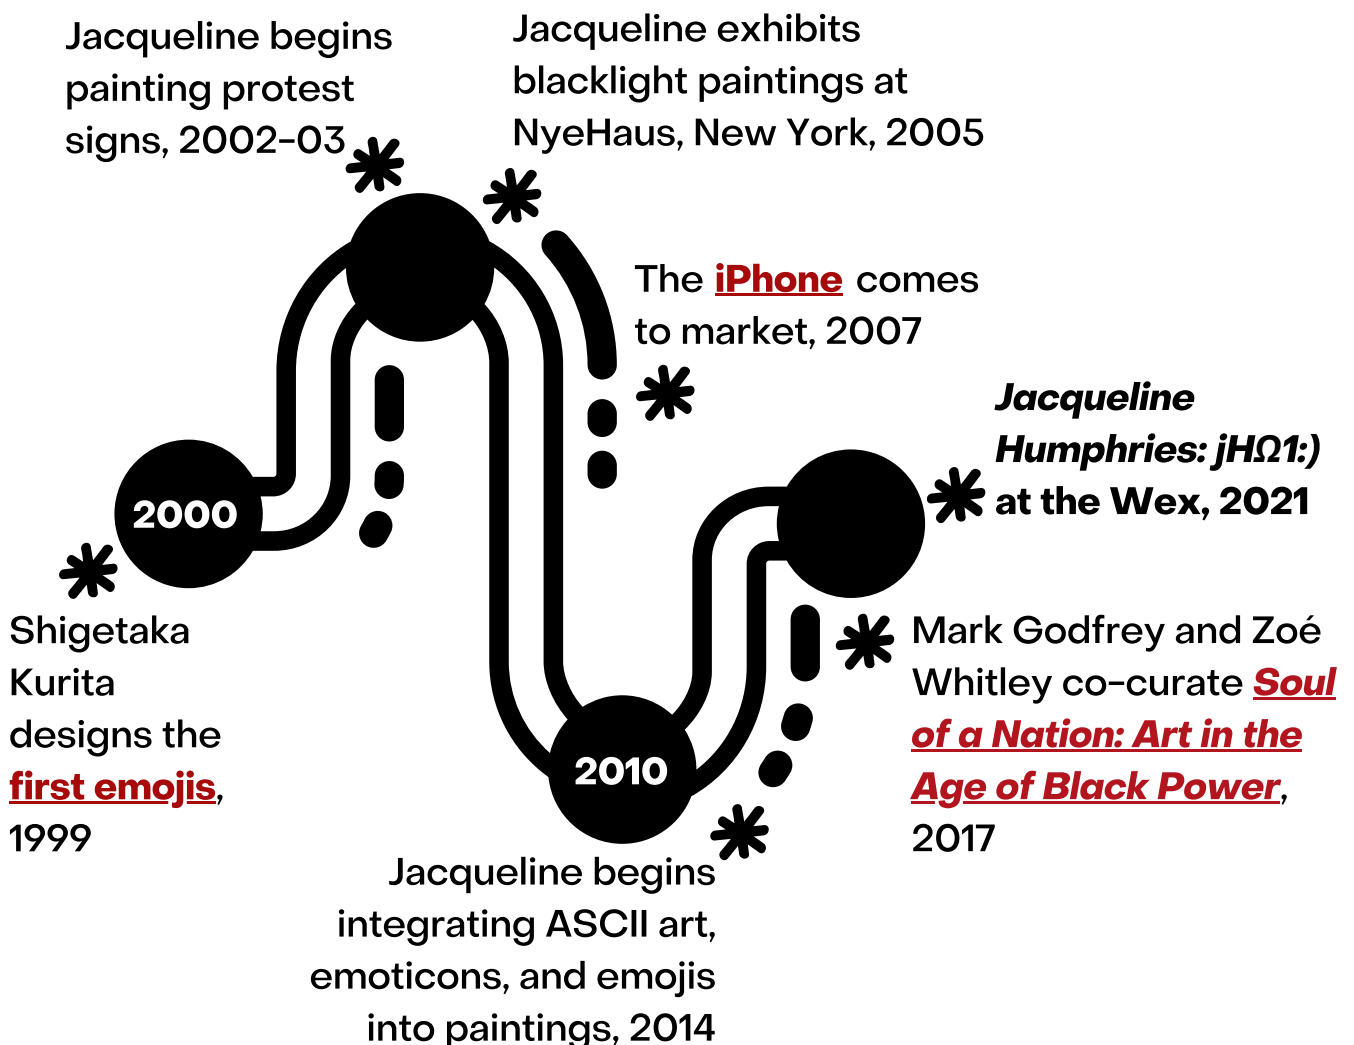 Jacqueline begins
painting protest
signs, 2002–03
Jacqueline exhibits
blacklight paintings at
NyeHaus, New York, 2005
The iPhone comes
to market, 2007
Jacqueline
Humphries: jHΩ1:)
at the Wex, 2021
2000
Shigetaka
Kurita
designs the
first emojis,
1999
Mark Godfrey and Zoé
Whitley co-curate Soul
of a Nation: Art in the
Age of Black Power,
2017
2010
Jacqueline begins
integrating ASCII art,
emoticons, and emojis
into paintings, 2014